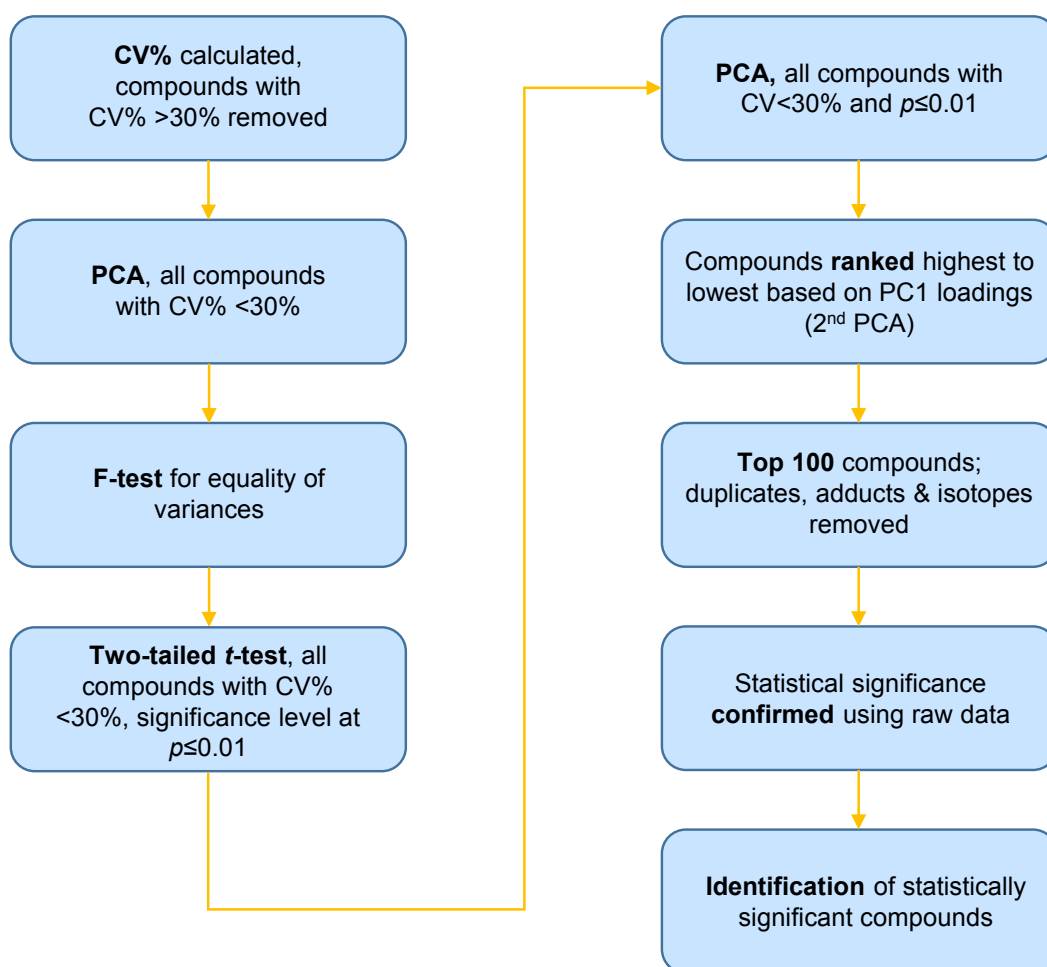 CV% calculated,
compounds with
CV% >30% removed
PCA, all compounds
with CV% <30%
F-test for equality of
variances
Two-tailed t-test, all
compounds with CV%
<30%, significance level at
p≤0.01
PCA, all compounds with
CV<30% and p≤0.01
Compounds ranked highest to
lowest based on PC1 loadings
(2nd PCA)
Top 100 compounds;
duplicates, adducts & isotopes
removed
Statistical significance
confirmed using raw data
Identification of statistically
significant compounds